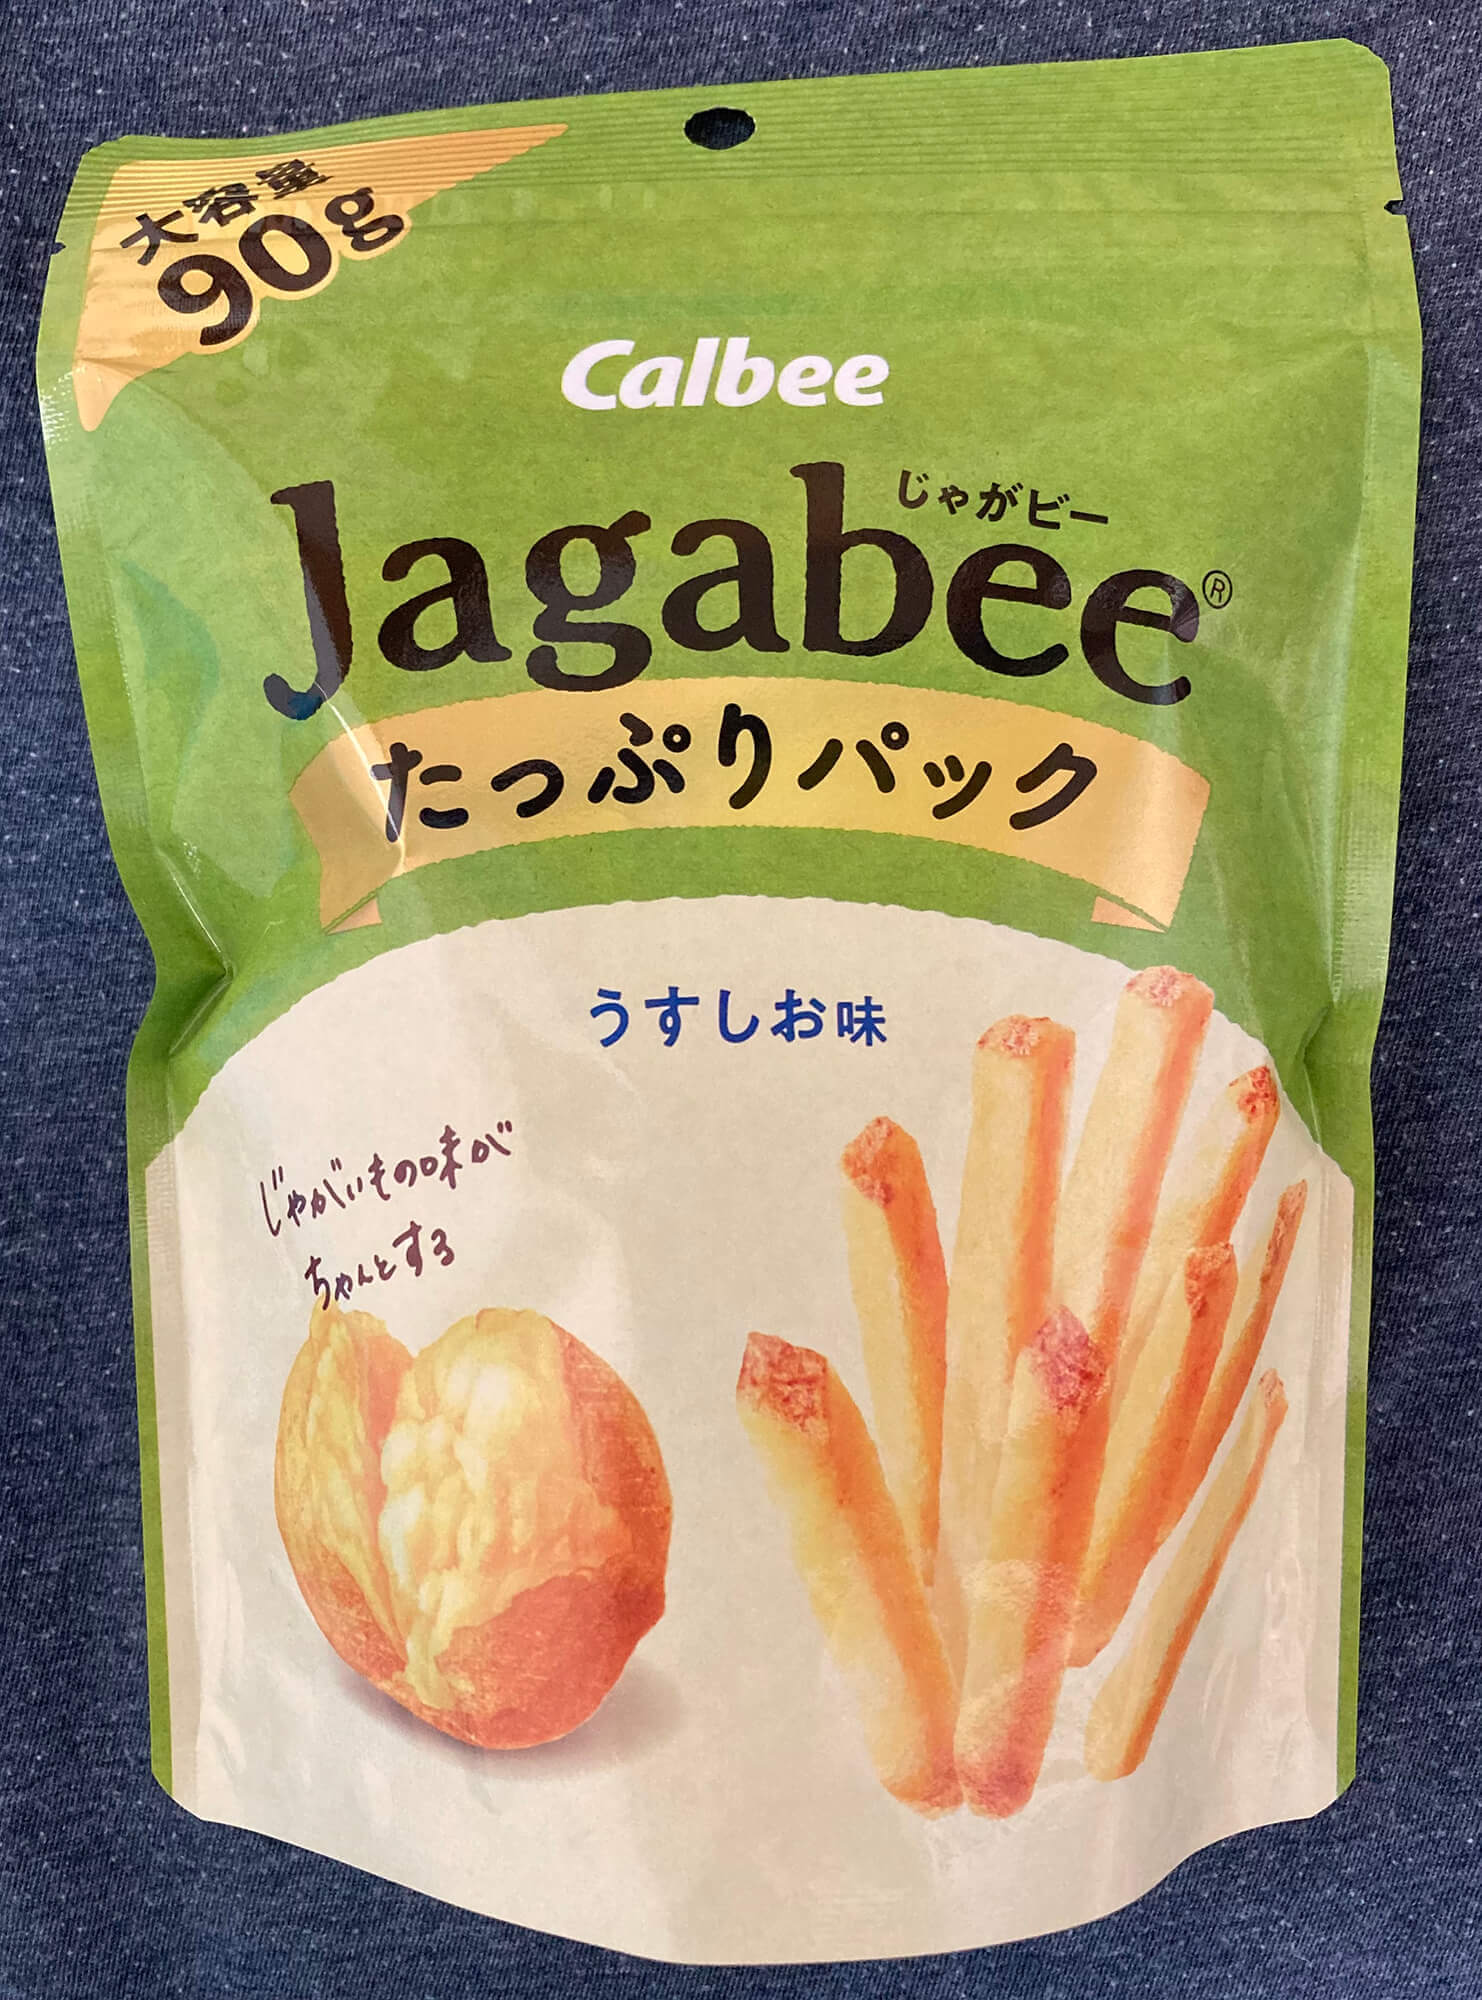 大容量
90g
Calbee
じゃがビー
Jagabee®
たっぷりパック
うすしお味
じゃがいもの味が
ちゃんとする